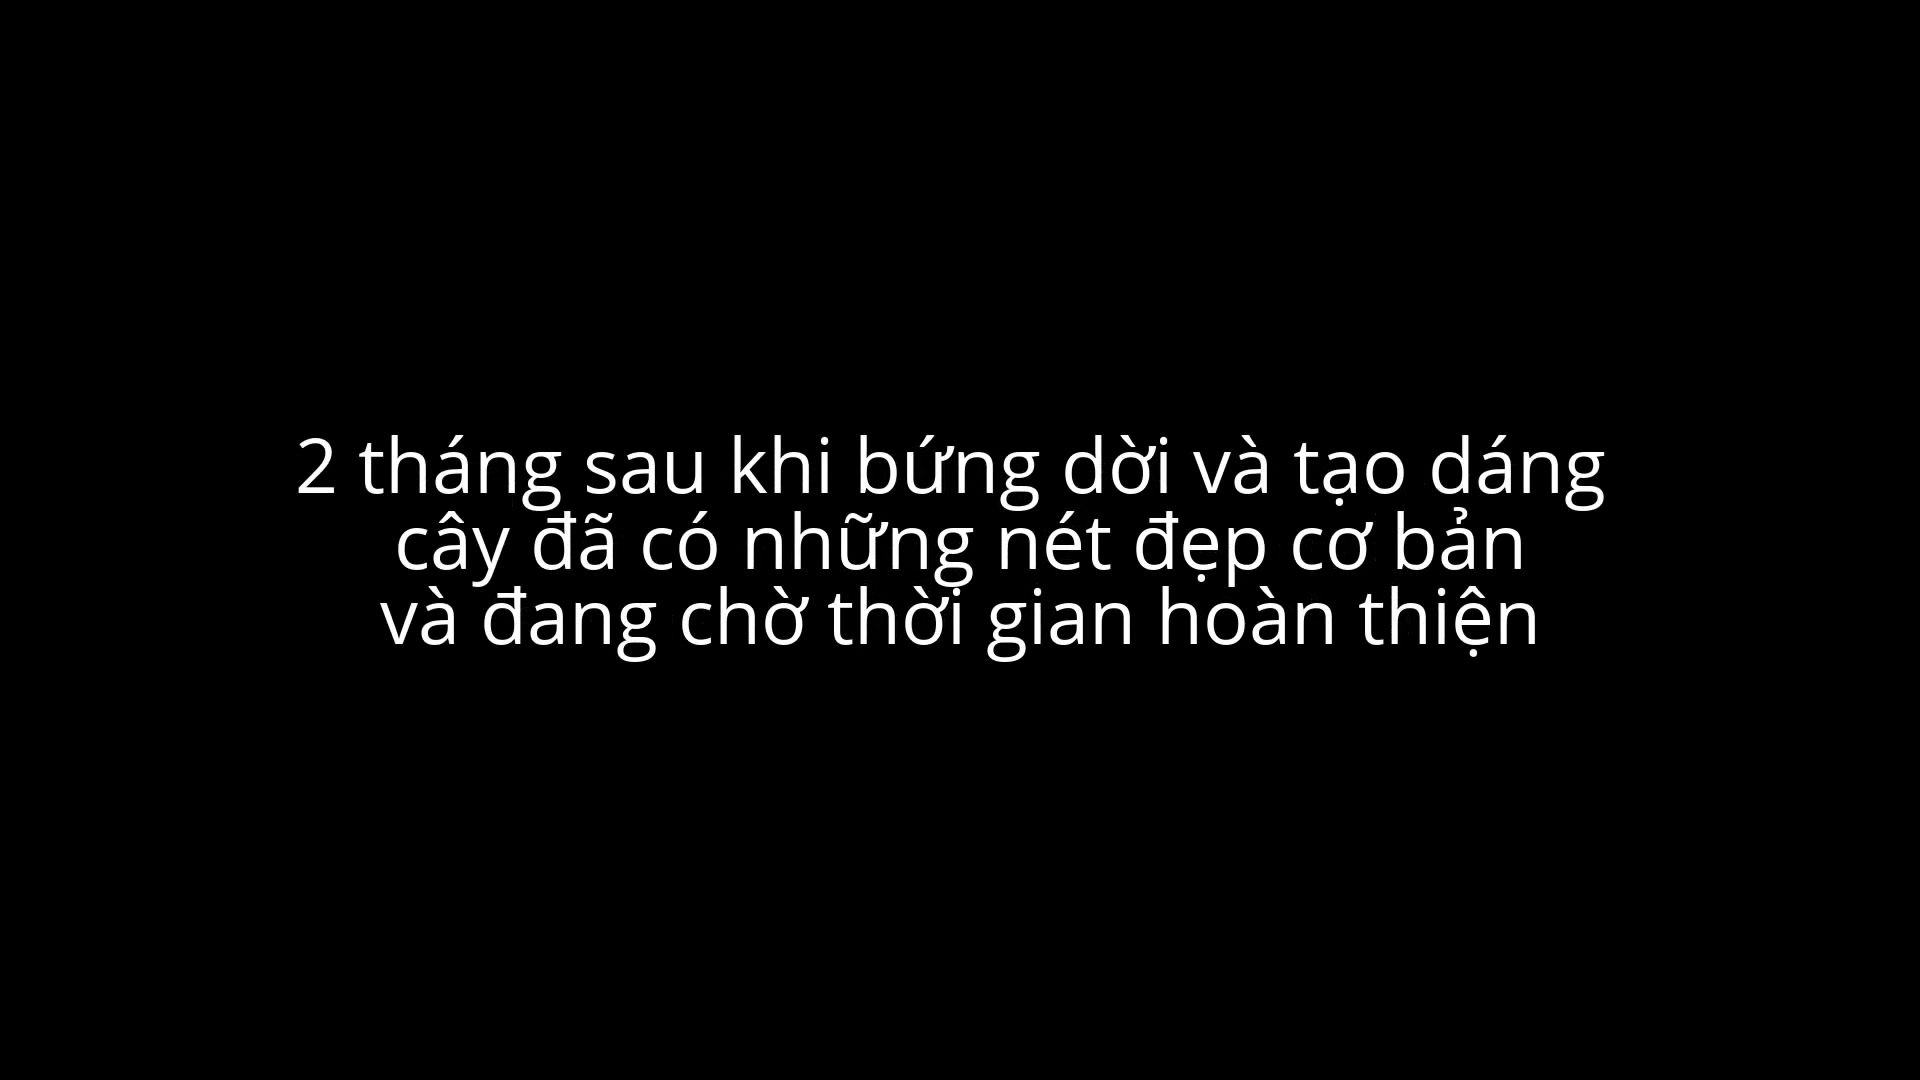 2 tháng sau khi bứng dời và tạo dáng
cây đã có những nét đẹp cơ bản
và đang chờ thời gian hoàn thiện